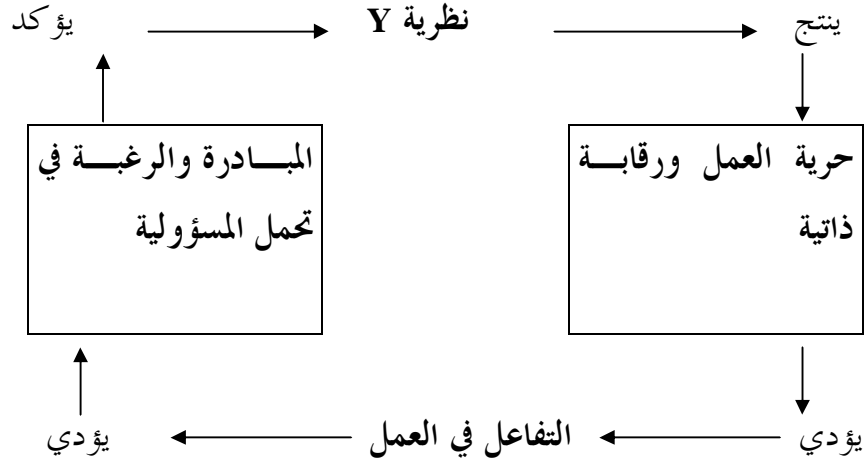 ينتج
نظرية Y
يؤكد
حرية العمل ورقابة
ذاتية
المبادرة والرغبة في
تحمل المسؤولية
يؤدي
التفاعل في العمل
يؤدي